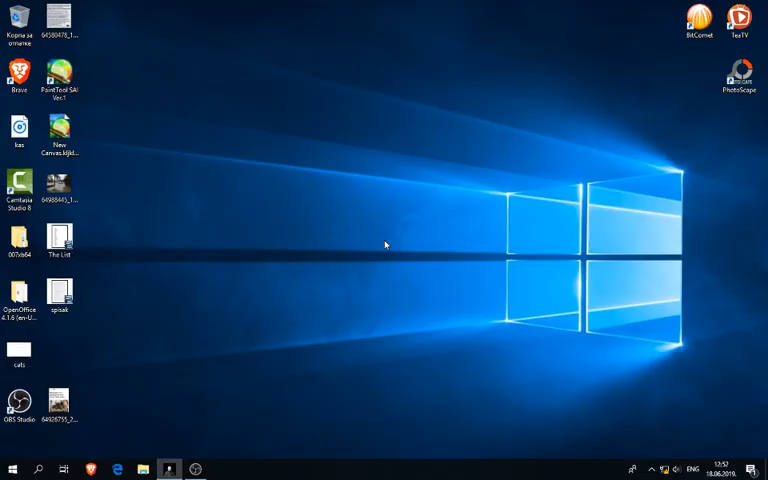 Корпа за
отпатке
64580478_1...
Brave
PaintTool SAI
Ver.1
kas
New
Canvas.kljkl...
Camtasia
Studio 8
64988445_1...
007xb64
The List
OpenOffice
4.1.6 (en-U...
spisak
cats
OBS Studio
64926755_2...
BitComet
TeaTV
PhotoScape
ENG
12:52
18.06.2019.